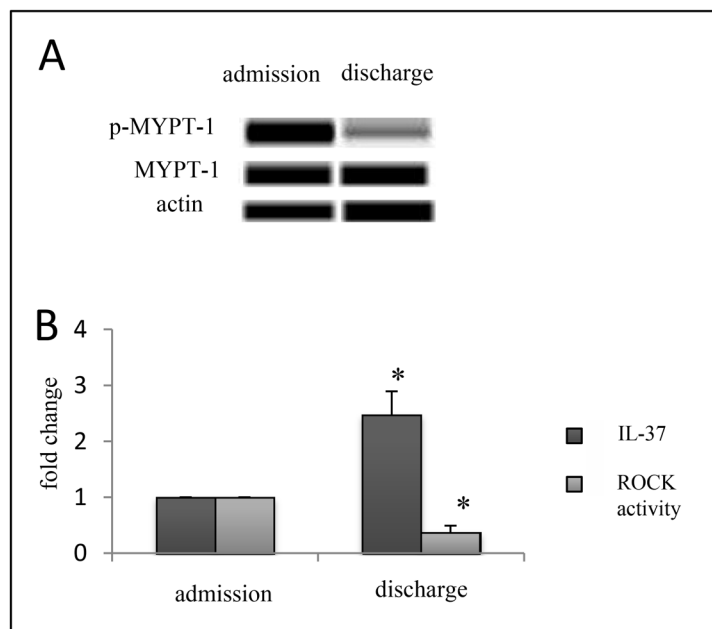 A
admission discharge
p-MYPT-1
MYPT-1
actin
B
fold change
4
3
2
1
0
*
*
admission discharge
IL-37
ROCK
activity